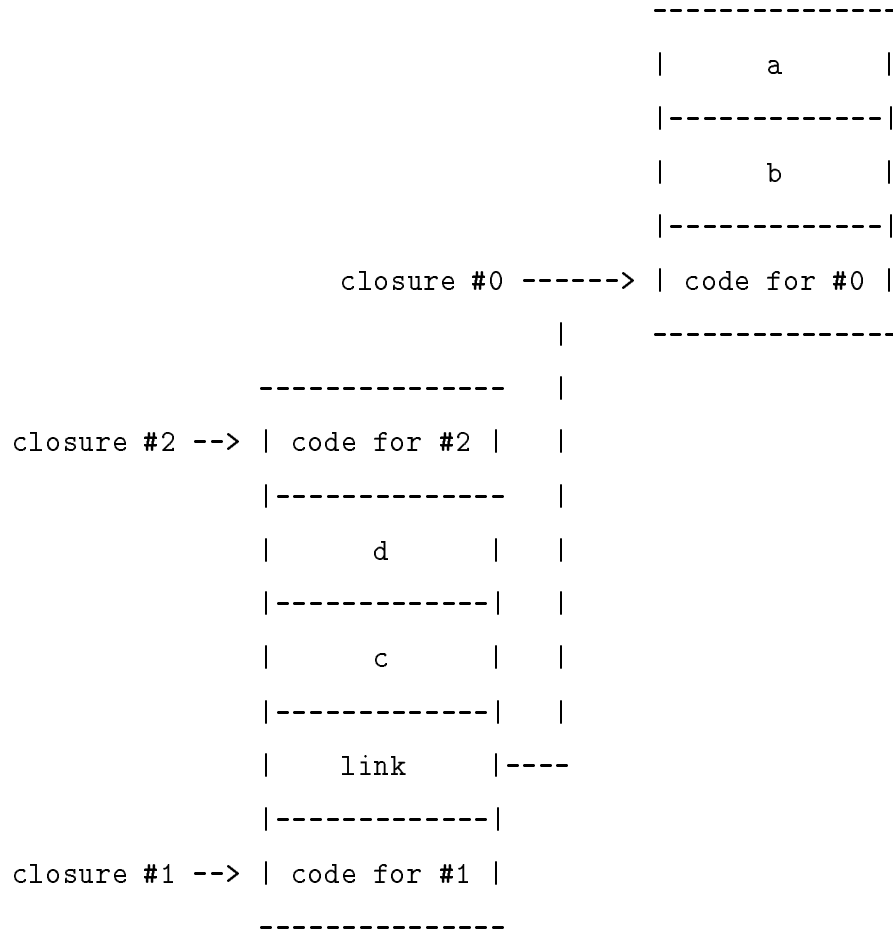 ---------------
|      a      |
|-------------|
|      b      |
|-------------|
closure #0 ------> | code for #0 |
|     ---------------
---------------   |
closure #2 --> | code for #2 |   |
|--------------   |
|      d      |   |
|-------------|   |
|      c      |   |
|-------------|   |
|    link     |----
|-------------|
closure #1 --> | code for #1 |
---------------